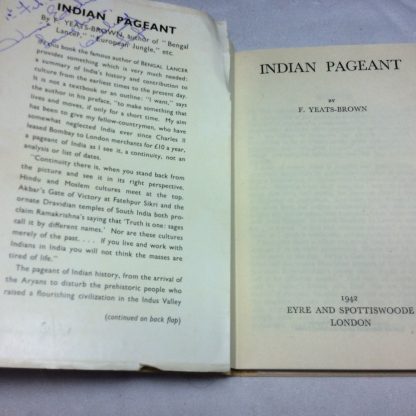 INDIAN PAGEANT
By F. YEATS-BROWN, author of "Bengal
Lancer," "European Jungle," etc.
In this book the famous author of BENGAL LANCER
provides something which is very much needed:
a summary of India's history and contribution to
culture from the earliest times to the present day.
It is not a textbook or an outline: "I want," says
the author in his preface, "to make something that
lives and moves, if only for a short time. My aim
has been to give my fellow-countrymen, who have
somewhat neglected India ever since Charles II
leased Bombay to London merchants for £10 a year,
a pageant of India as I see it, a continuity, not an
analysis or list of dates.
"Continuity there is, when you stand back from
the picture and see it in its right perspective.
Hindu and Moslem cultures meet at the top.
Akbar's Gate of Victory at Fatehpur Sikri and the
ornate Dravidian temples of South India both pro-
claim Ramakrishna's saying that 'Truth is one: sages
call it by different names.' Nor are these cultures
merely of the past. . . . If you live and work with
Indians in India you will not think the masses are
tired of life."
The pageant of Indian history, from the arrival of
the Aryans to disturb the prehistoric people who
raised a flourishing civilization in the Indus Valley
(continued on back flap)
INDIAN PAGEANT
BY
F. YEATS-BROWN
1942
EYRE AND SPOTTISWOODE
LONDON